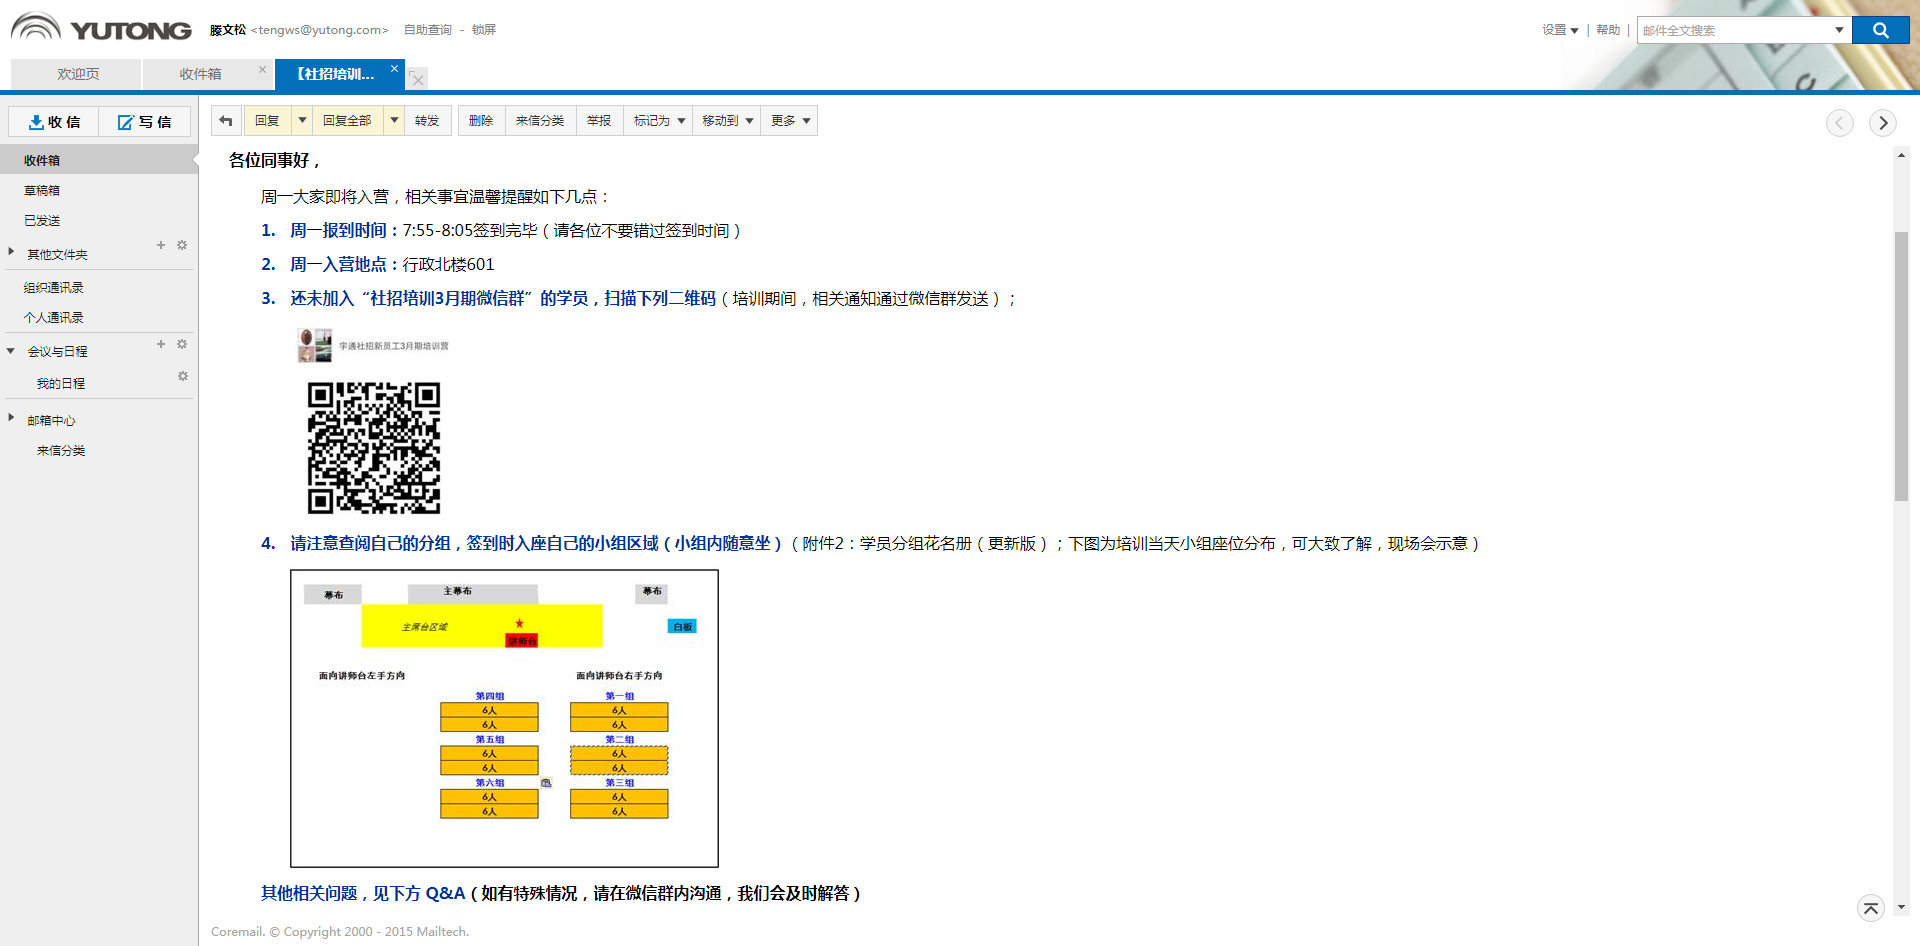 YUTONG 滕文松 <tengws@yutong.com> 自助查询 - 锁屏
设置 | 帮助 | 邮件全文搜索
欢迎页 收件箱 【社招培训...
收信 写信
回复 回复全部 转发 删除 来信分类 举报 标记为 移动到 更多
收件箱
草稿箱
已发送
其他文件夹
组织通讯录
个人通讯录
会议与日程
我的日程
邮箱中心
来信分类
各位同事好，
周一大家即将入营，相关事宜温馨提醒如下几点：
1. 周一报到时间：7:55-8:05签到完毕（请各位不要错过签到时间）
2. 周一入营地点：行政北楼601
3. 还未加入“社招培训3月期微信群”的学员，扫描下列二维码（培训期间，相关通知通过微信群发送）；
宇通社招新员工3月期培训营
4. 请注意查阅自己的分组，签到时入座自己的小组区域（小组内随意坐）（附件2：学员分组花名册（更新版）；下图为培训当天小组座位分布，可大致了解，现场会示意）
幕布 主幕布 幕布
主席台区域 ★ 白板
讲师台
面向讲师台左手方向 面向讲师台右手方向
第四组 第一组
6人 6人
6人 6人
第五组 第二组
6人 6人
6人 6人
第六组 第三组
6人 6人
6人 6人
其他相关问题，见下方 Q&A（如有特殊情况，请在微信群内沟通，我们会及时解答）
Coremail. © Copyright 2000 - 2015 Mailtech.